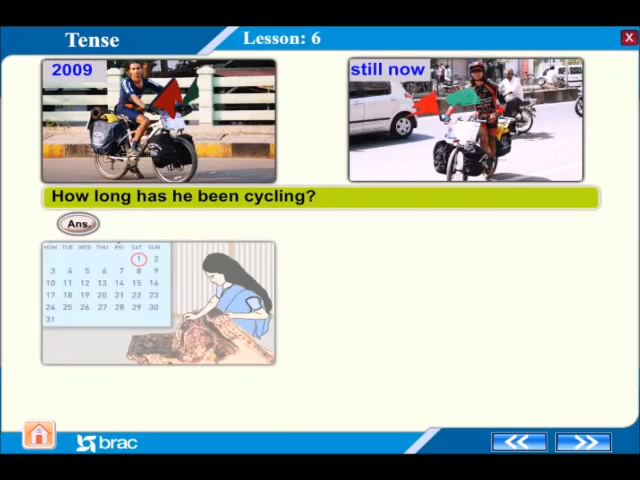 Tense
Lesson: 6
X
2009
still now
How long has he been cycling?
Ans.
MON TUE WED THU FRI SAT SUN
1 2
3 4 5 6 7 8 9
10 11 12 13 14 15 16
17 18 19 20 21 22 23
24 25 26 27 28 29 30
31
brac